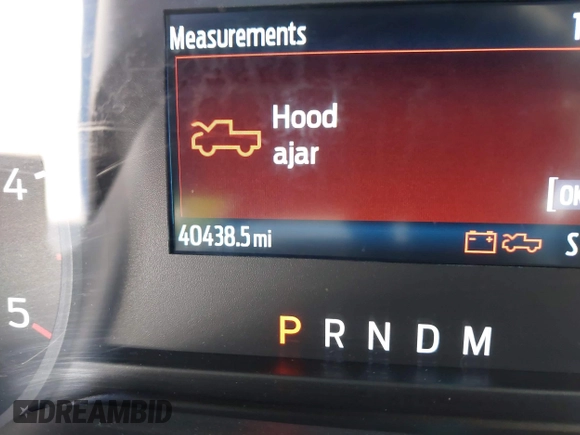 Measurements
Hood
ajar
40438.5 mi
4
5
P R N D M
DREAMBID